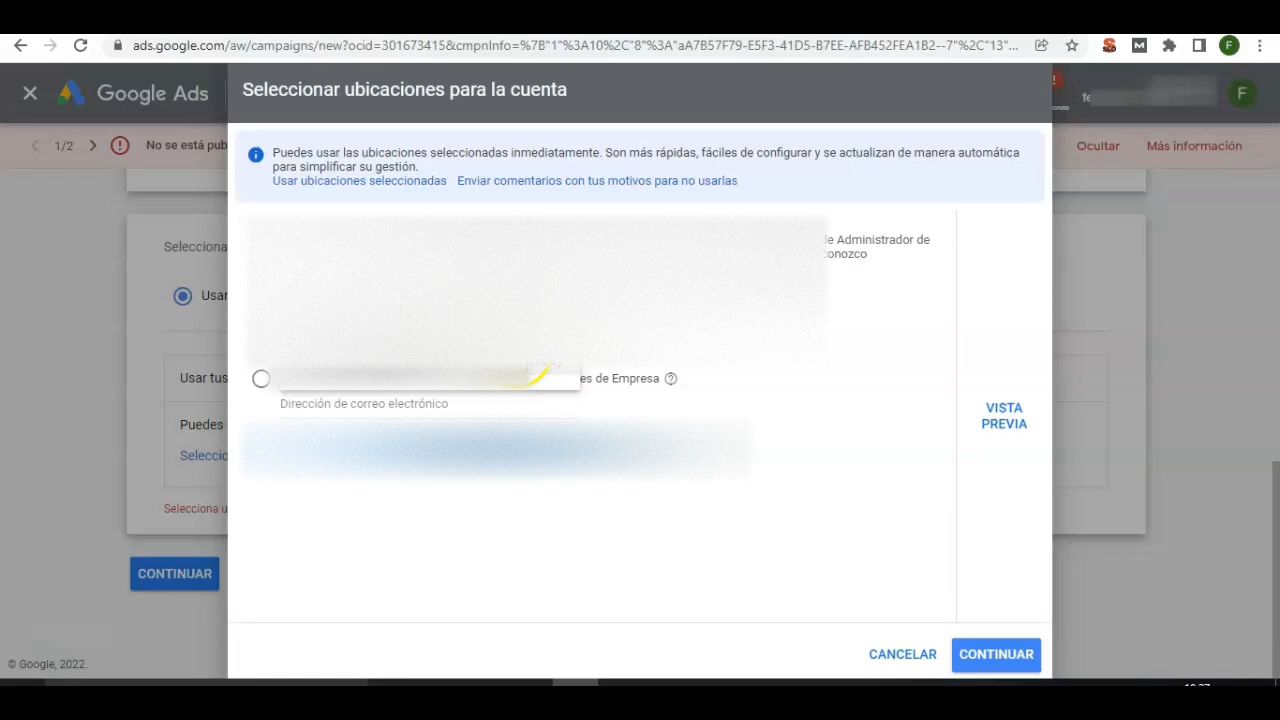 ads.google.com/aw/campaigns/new?ocid=301673415&cmpnInfo=%7B"1"%3A10%2C"8"%3A"aA7B57F79-E5F3-41D5-B7EE-AFB452FEA1B2--7"%2C"13"...
F
Google Ads
Seleccionar ubicaciones para la cuenta
fe
F
1/2
No se está pub
Ocultar
Más información
Puedes usar las ubicaciones seleccionadas inmediatamente. Son más rápidas, fáciles de configurar y se actualizan de manera automática
para simplificar su gestión.
Usar ubicaciones seleccionadas Enviar comentarios con tus motivos para no usarlas
Selecciona
de Administrador de
conozco
Usar
Usar tus
es de Empresa
Dirección de correo electrónico
VISTA
PREVIA
Puedes
Seleccio
Selecciona u
CONTINUAR
CANCELAR
CONTINUAR
© Google, 2022.